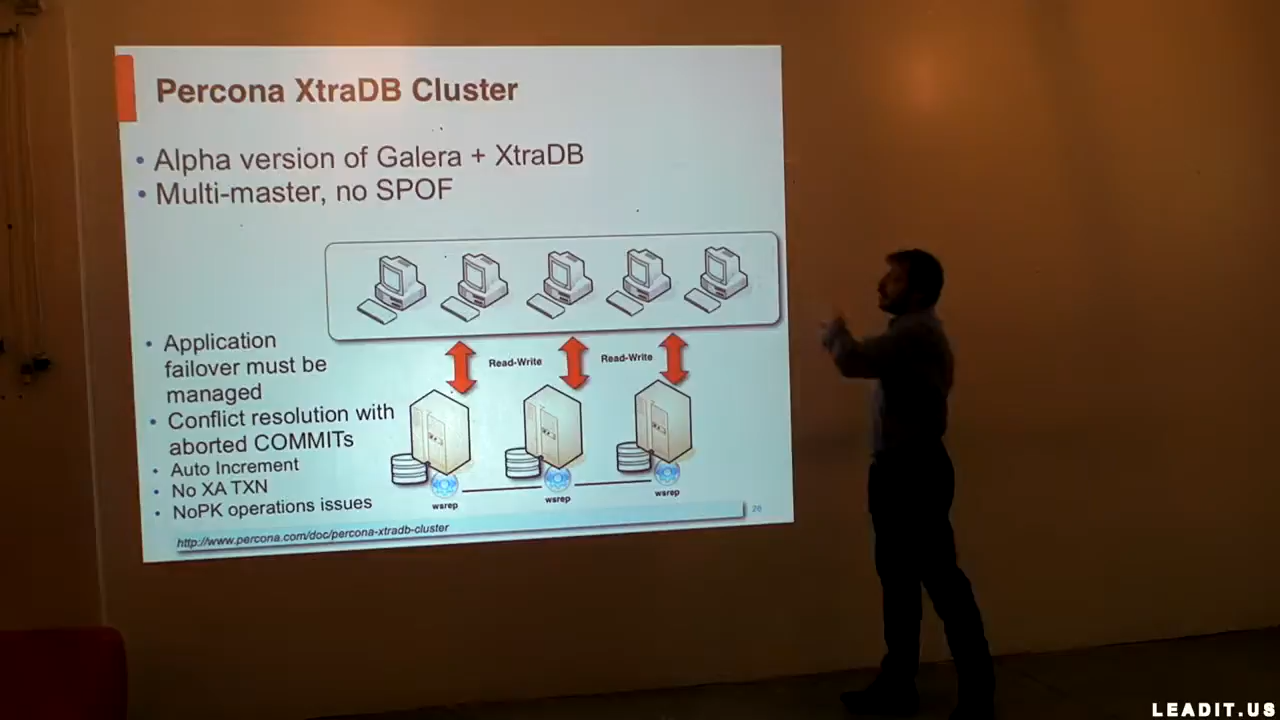 Percona XtraDB Cluster
• Alpha version of Galera + XtraDB
• Multi-master, no SPOF
• Application
failover must be
managed
• Conflict resolution with
aborted COMMITs
• Auto Increment
• No XA TXN
• NoPK operations issues
Read-Write
Read-Write
wsrep
wsrep
wsrep
http://www.percona.com/doc/percona-xtradb-cluster
LEADIT.US